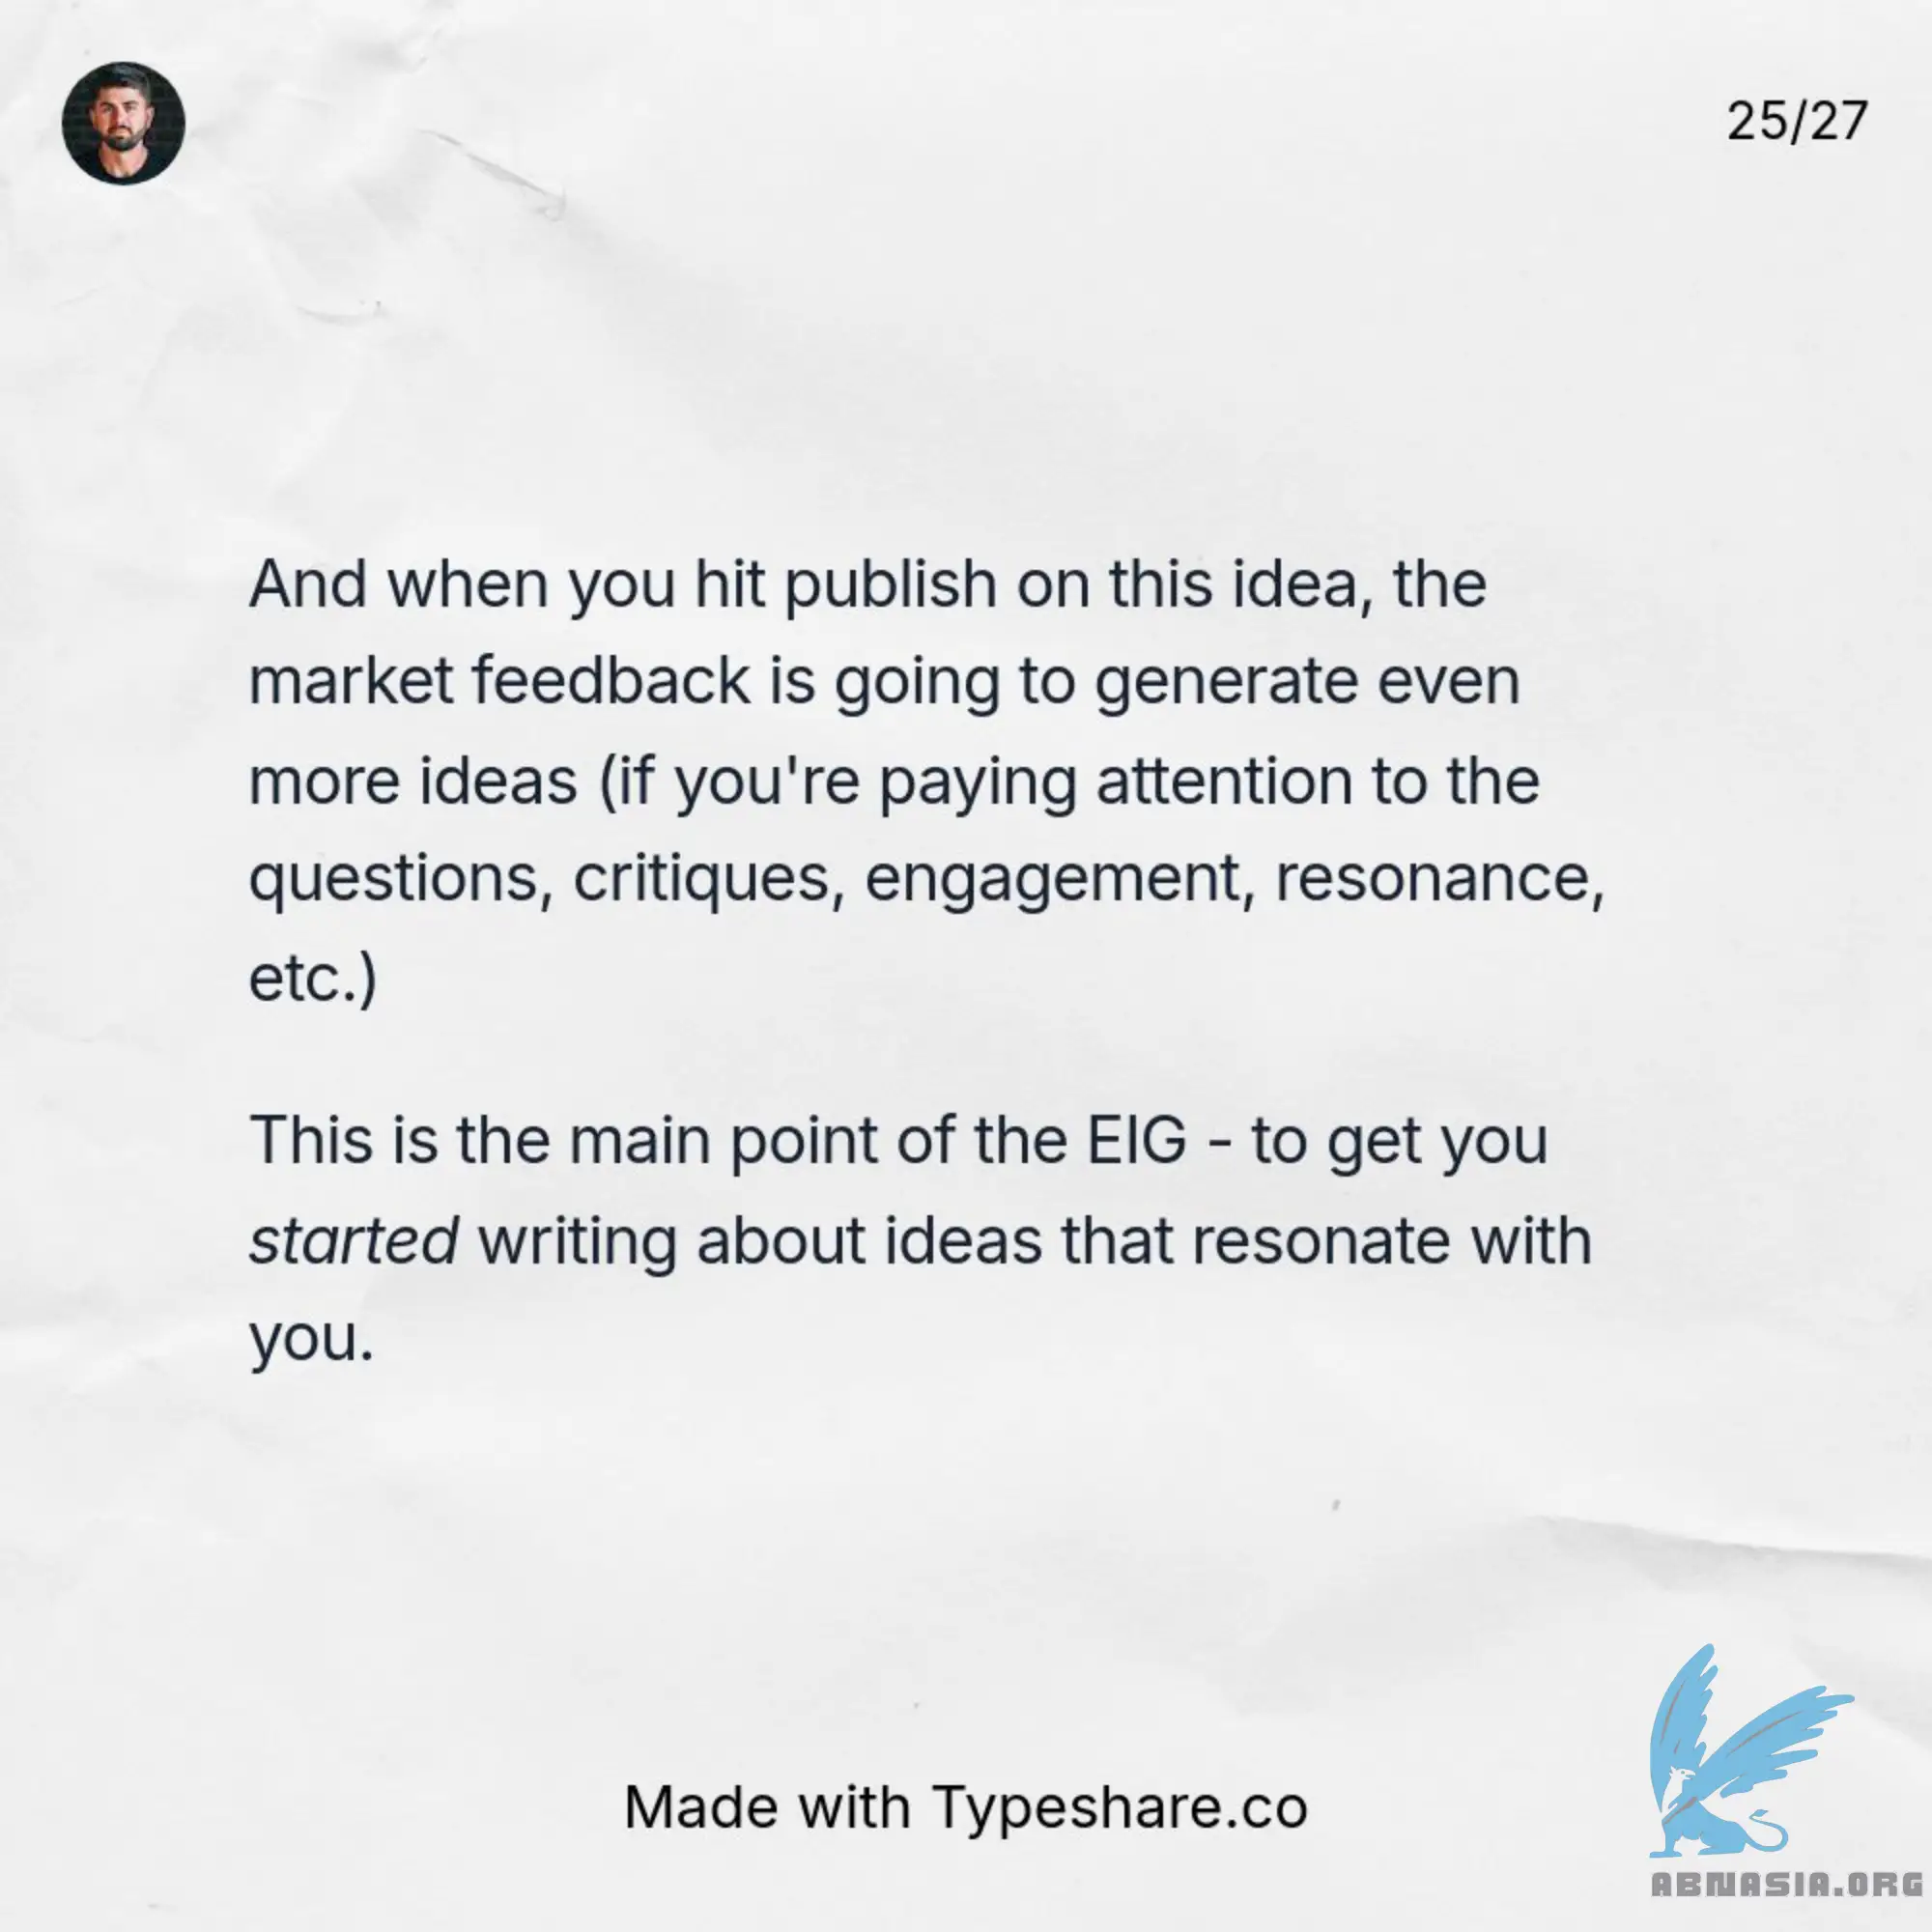 25/27
And when you hit publish on this idea, the
market feedback is going to generate even
more ideas (if you're paying attention to the
questions, critiques, engagement, resonance,
etc.)
This is the main point of the EIG - to get you
started writing about ideas that resonate with
you.
Made with Typeshare.co
ABNASIA.ORG